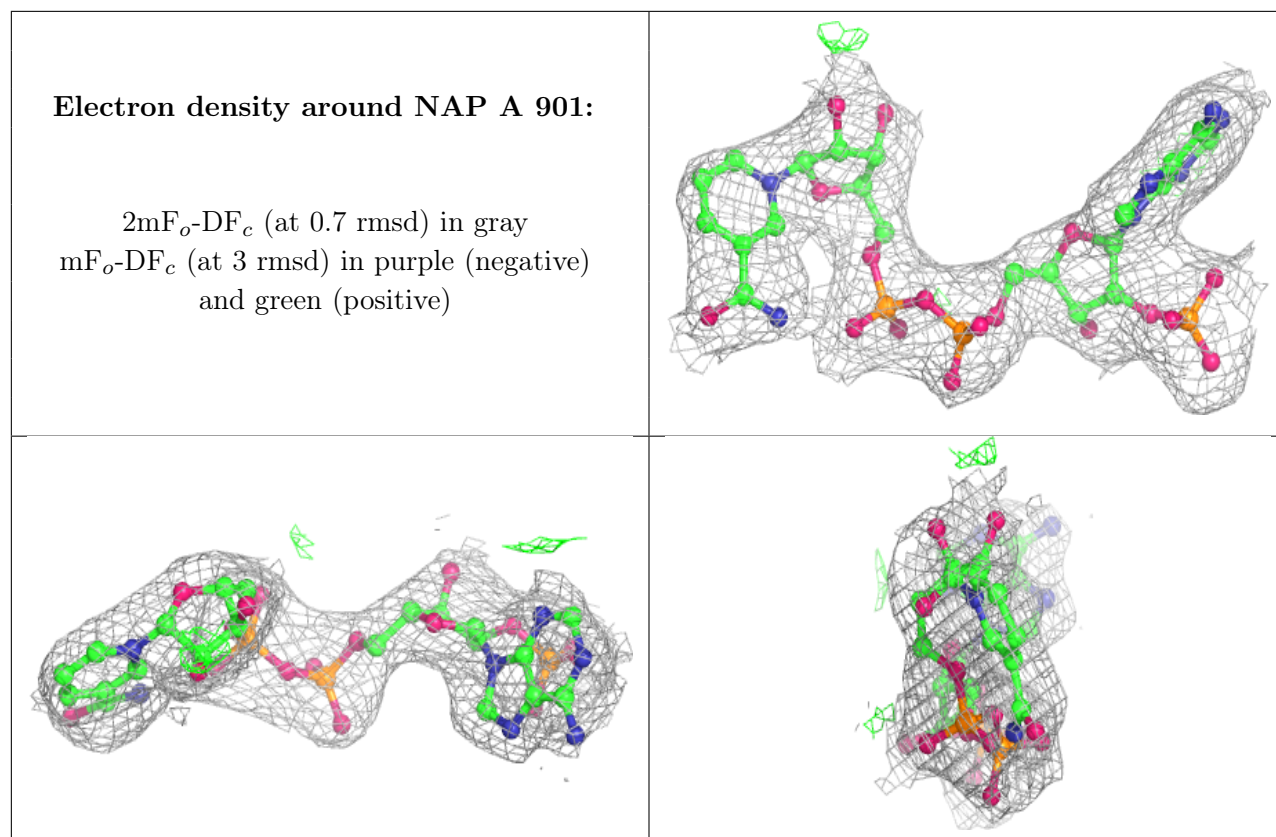 Electron density around NAP A 901:
2mFo-DFc (at 0.7 rmsd) in gray
mFo-DFc (at 3 rmsd) in purple (negative)
and green (positive)